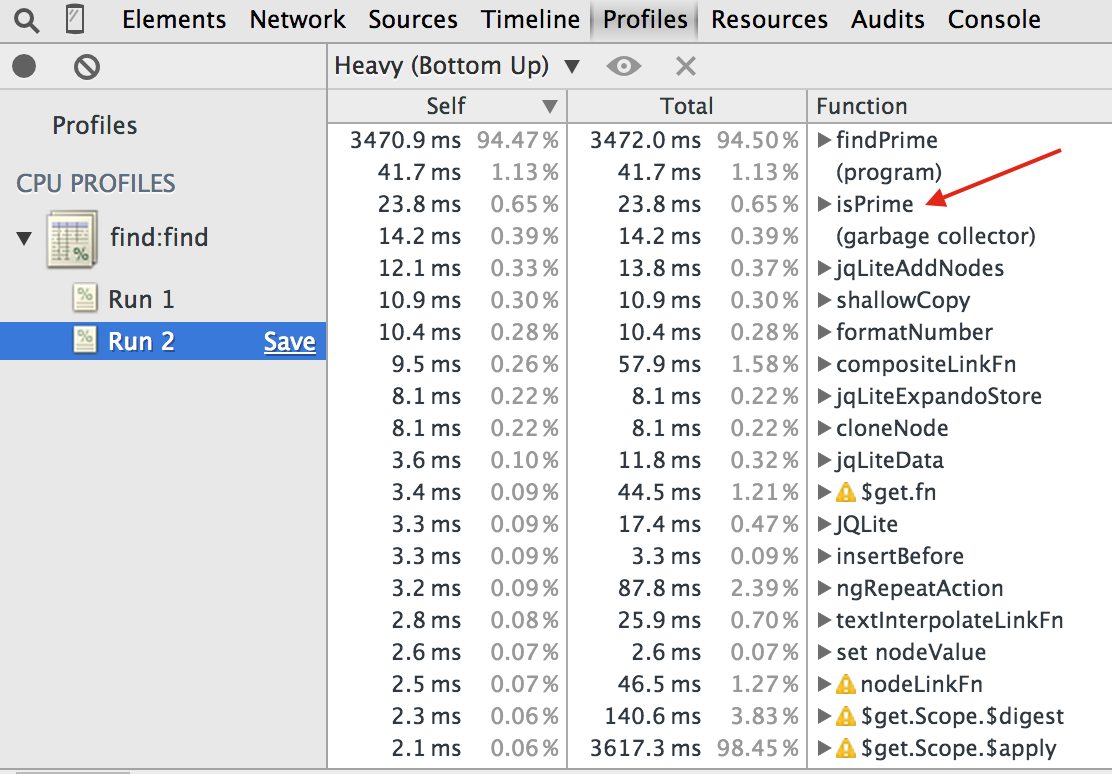 Elements Network Sources Timeline Profiles Resources Audits Console
Heavy (Bottom Up) ▼
Profiles
CPU PROFILES
find:find
Run 1
Run 2 Save
Self Total Function
3470.9 ms 94.47% 3472.0 ms 94.50% findPrime
41.7 ms 1.13% 41.7 ms 1.13% (program)
23.8 ms 0.65% 23.8 ms 0.65% isPrime
14.2 ms 0.39% 14.2 ms 0.39% (garbage collector)
12.1 ms 0.33% 13.8 ms 0.37% jqLiteAddNodes
10.9 ms 0.30% 10.9 ms 0.30% shallowCopy
10.4 ms 0.28% 10.4 ms 0.28% formatNumber
9.5 ms 0.26% 57.9 ms 1.58% compositeLinkFn
8.1 ms 0.22% 8.1 ms 0.22% jqLiteExpandoStore
8.1 ms 0.22% 8.1 ms 0.22% cloneNode
3.6 ms 0.10% 11.8 ms 0.32% jqLiteData
3.4 ms 0.09% 44.5 ms 1.21% $get.fn
3.3 ms 0.09% 17.4 ms 0.47% JQLite
3.3 ms 0.09% 3.3 ms 0.09% insertBefore
3.2 ms 0.09% 87.8 ms 2.39% ngRepeatAction
2.8 ms 0.08% 25.9 ms 0.70% textInterpolateLinkFn
2.6 ms 0.07% 2.6 ms 0.07% set nodeValue
2.5 ms 0.07% 46.5 ms 1.27% nodeLinkFn
2.3 ms 0.06% 140.6 ms 3.83% $get.Scope.$digest
2.1 ms 0.06% 3617.3 ms 98.45% $get.Scope.$apply